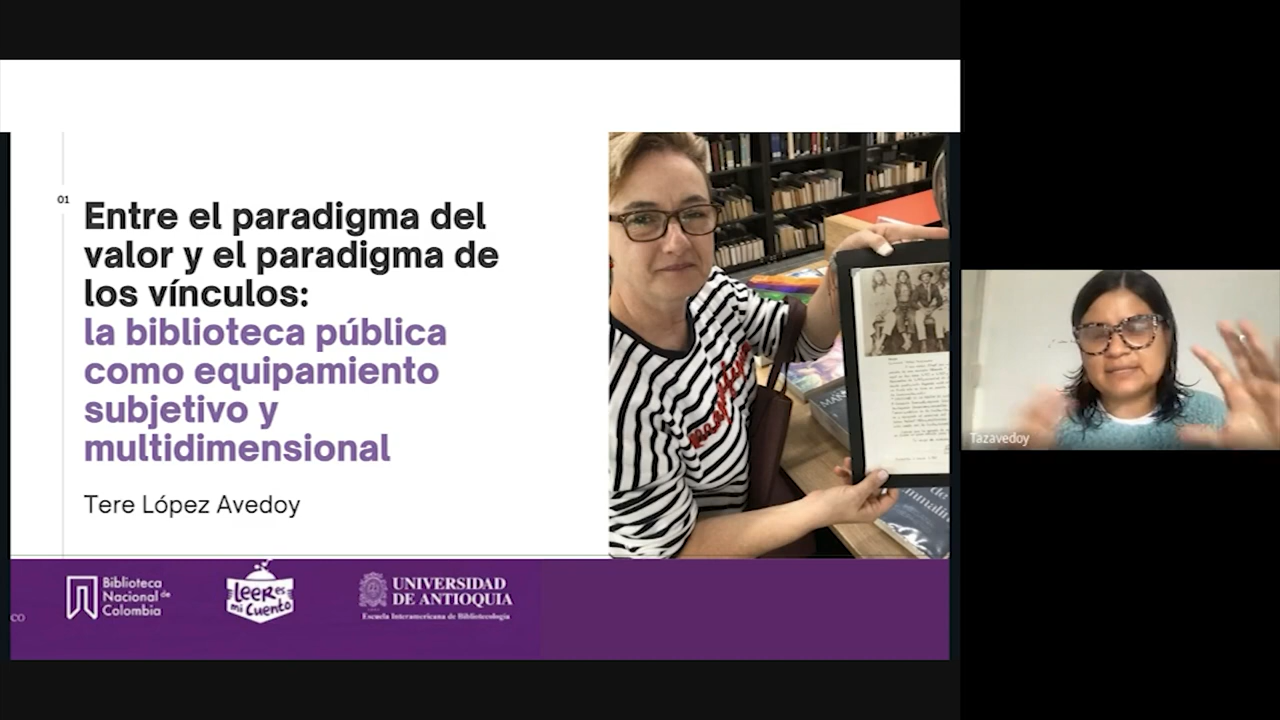 01
Entre el paradigma del
valor y el paradigma de
los vínculos:
la biblioteca pública
como equipamiento
subjetivo y
multidimensional
Tere López Avedoy
co
Biblioteca
Nacional de
Colombia
Leer es
mi Cuento
UNIVERSIDAD
DE ANTIOQUIA
Escuela Interamericana de Bibliotecología
Tazavedoy